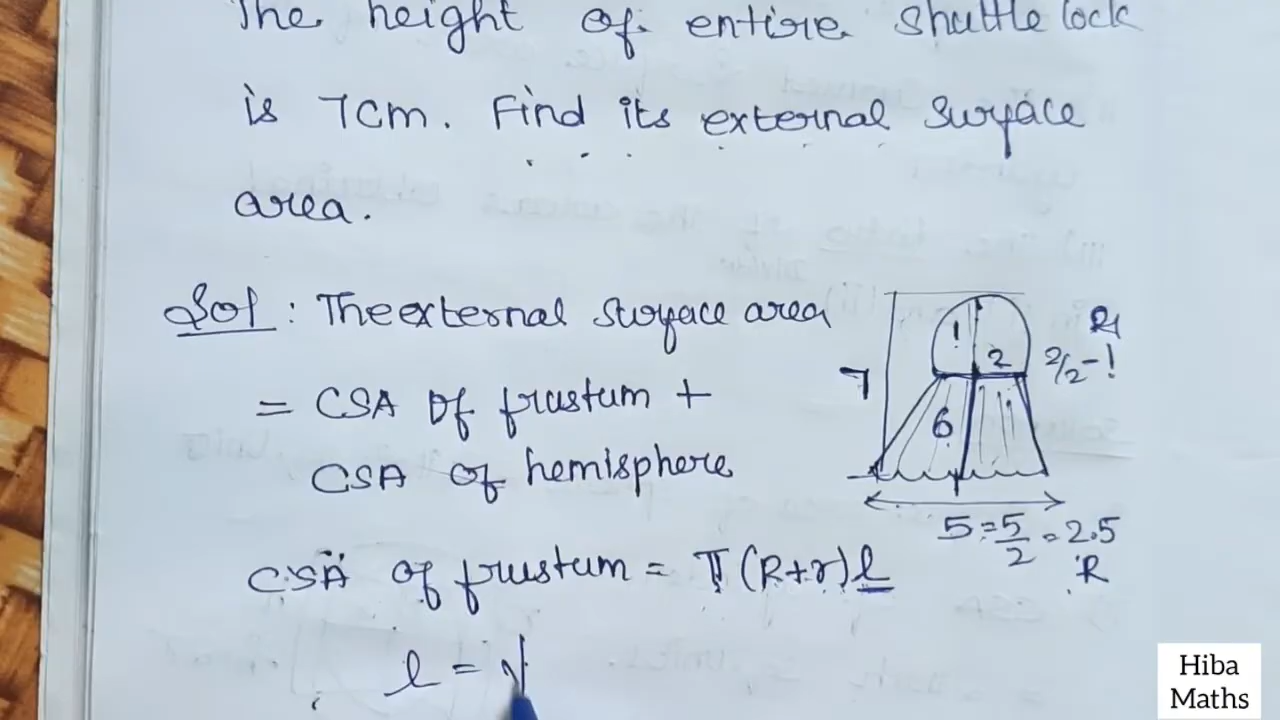 The height of entire shuttle lock
is 7cm. Find its external surface
area.
Sol : The external surface area
= CSA of frustum +
CSA of hemisphere
CSA of frustum = π (R+r) l
l = √
1
2
2/2 - 1
7
6
5 = 5/2 = 2.5
R
Hiba
Maths